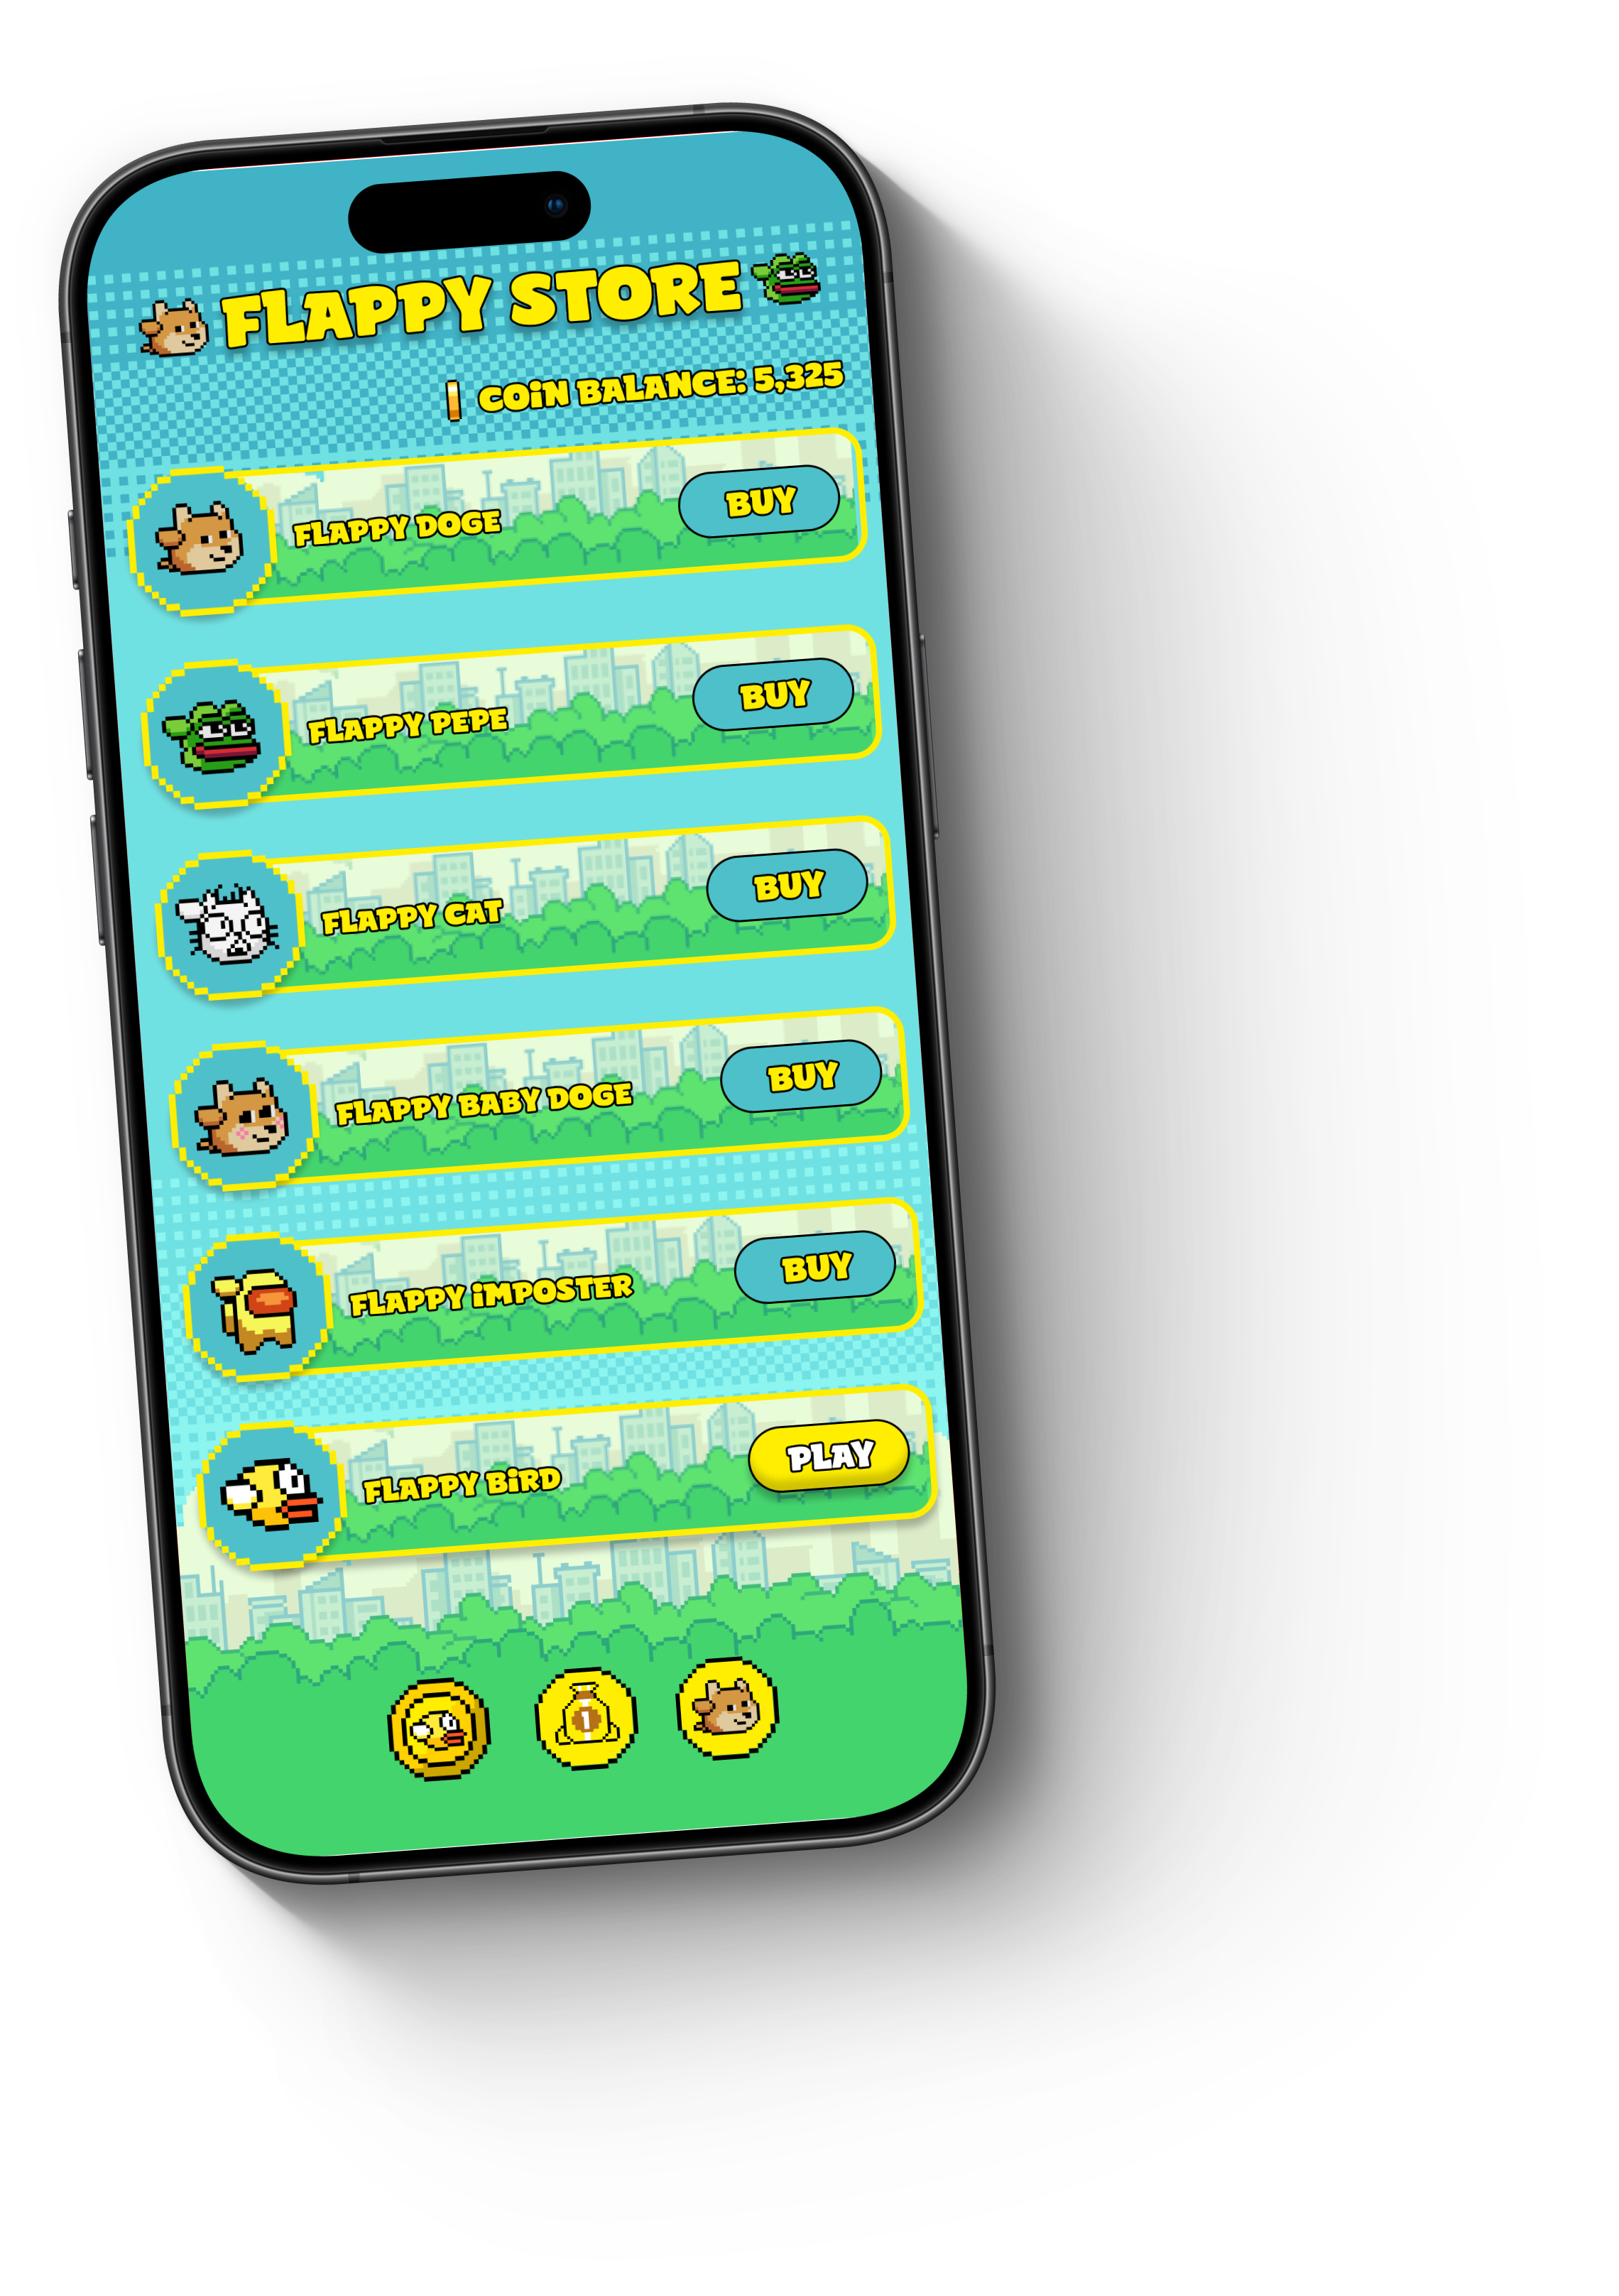 FLAPPY STORE
COiN BALANCE: 5,325
FLAPPY DOGE
BUY
FLAPPY PEPE
BUY
FLAPPY CAT
BUY
FLAPPY BABY DOGE
BUY
FLAPPY iMPOSTER
BUY
FLAPPY BiRD
PLAY
1